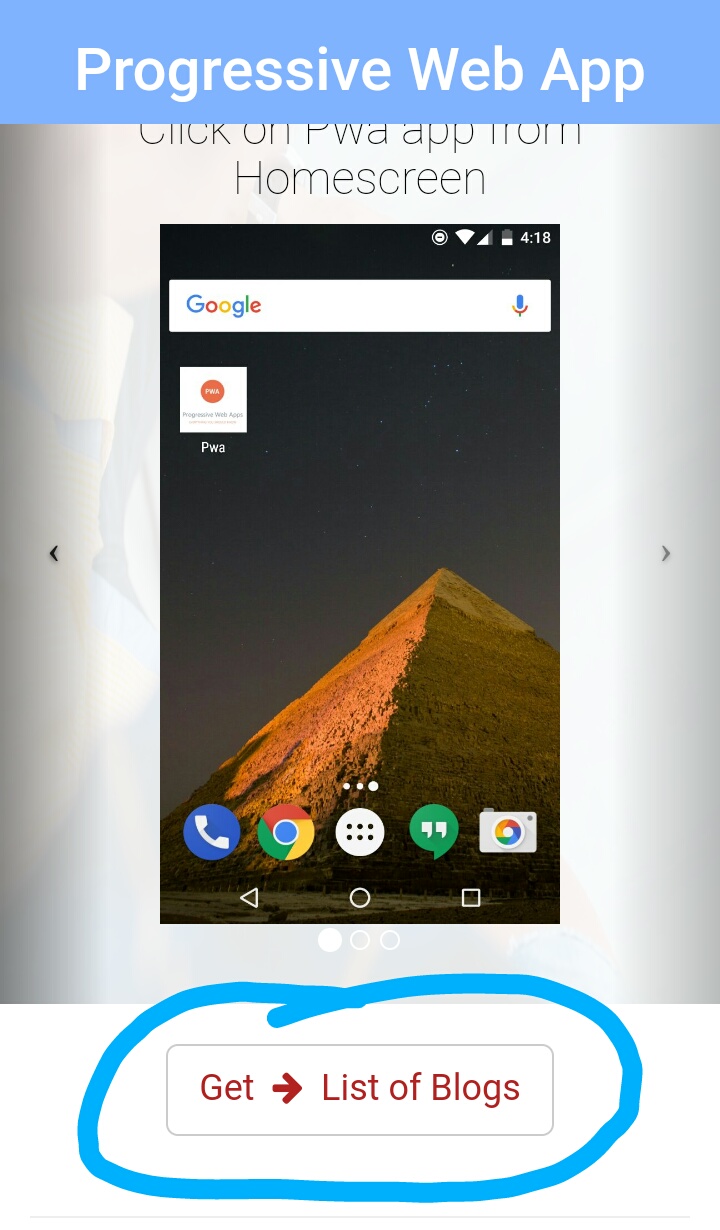 Progressive Web App
Click on Pwa app from
Homescreen
4:18
Google
PWA
Progressive Web Apps
Pwa
Get List of Blogs